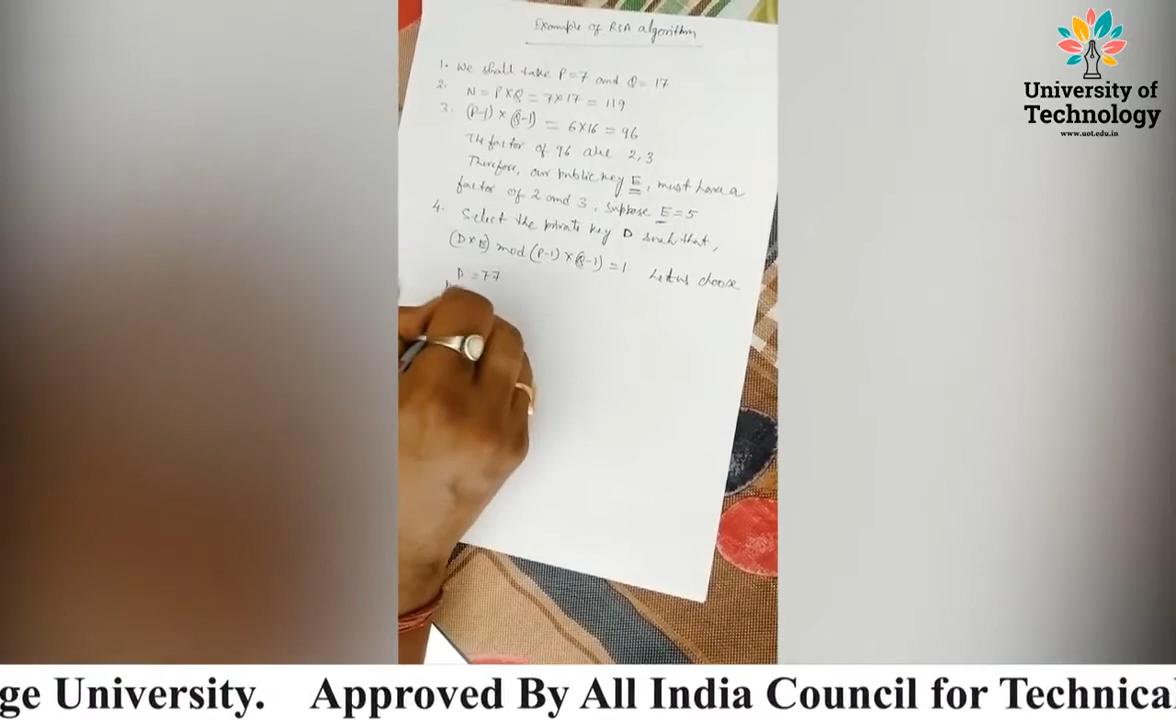 Example of RSA algorithm
1. We shall take P=7 and Q=17
2. N = P×Q = 7×17 = 119
3. (P-1) × (Q-1) = 6×16 = 96
The factor of 96 are 2, 3
Therefore, our public key E, must have a
factor of 2 and 3. Suppose E=5
4. Select the private key D such that,
(D×E) mod (P-1) × (Q-1) = 1 Let us choose
D = 77
University of
Technology
www.uot.edu.in
ge University. Approved By All India Council for Technica